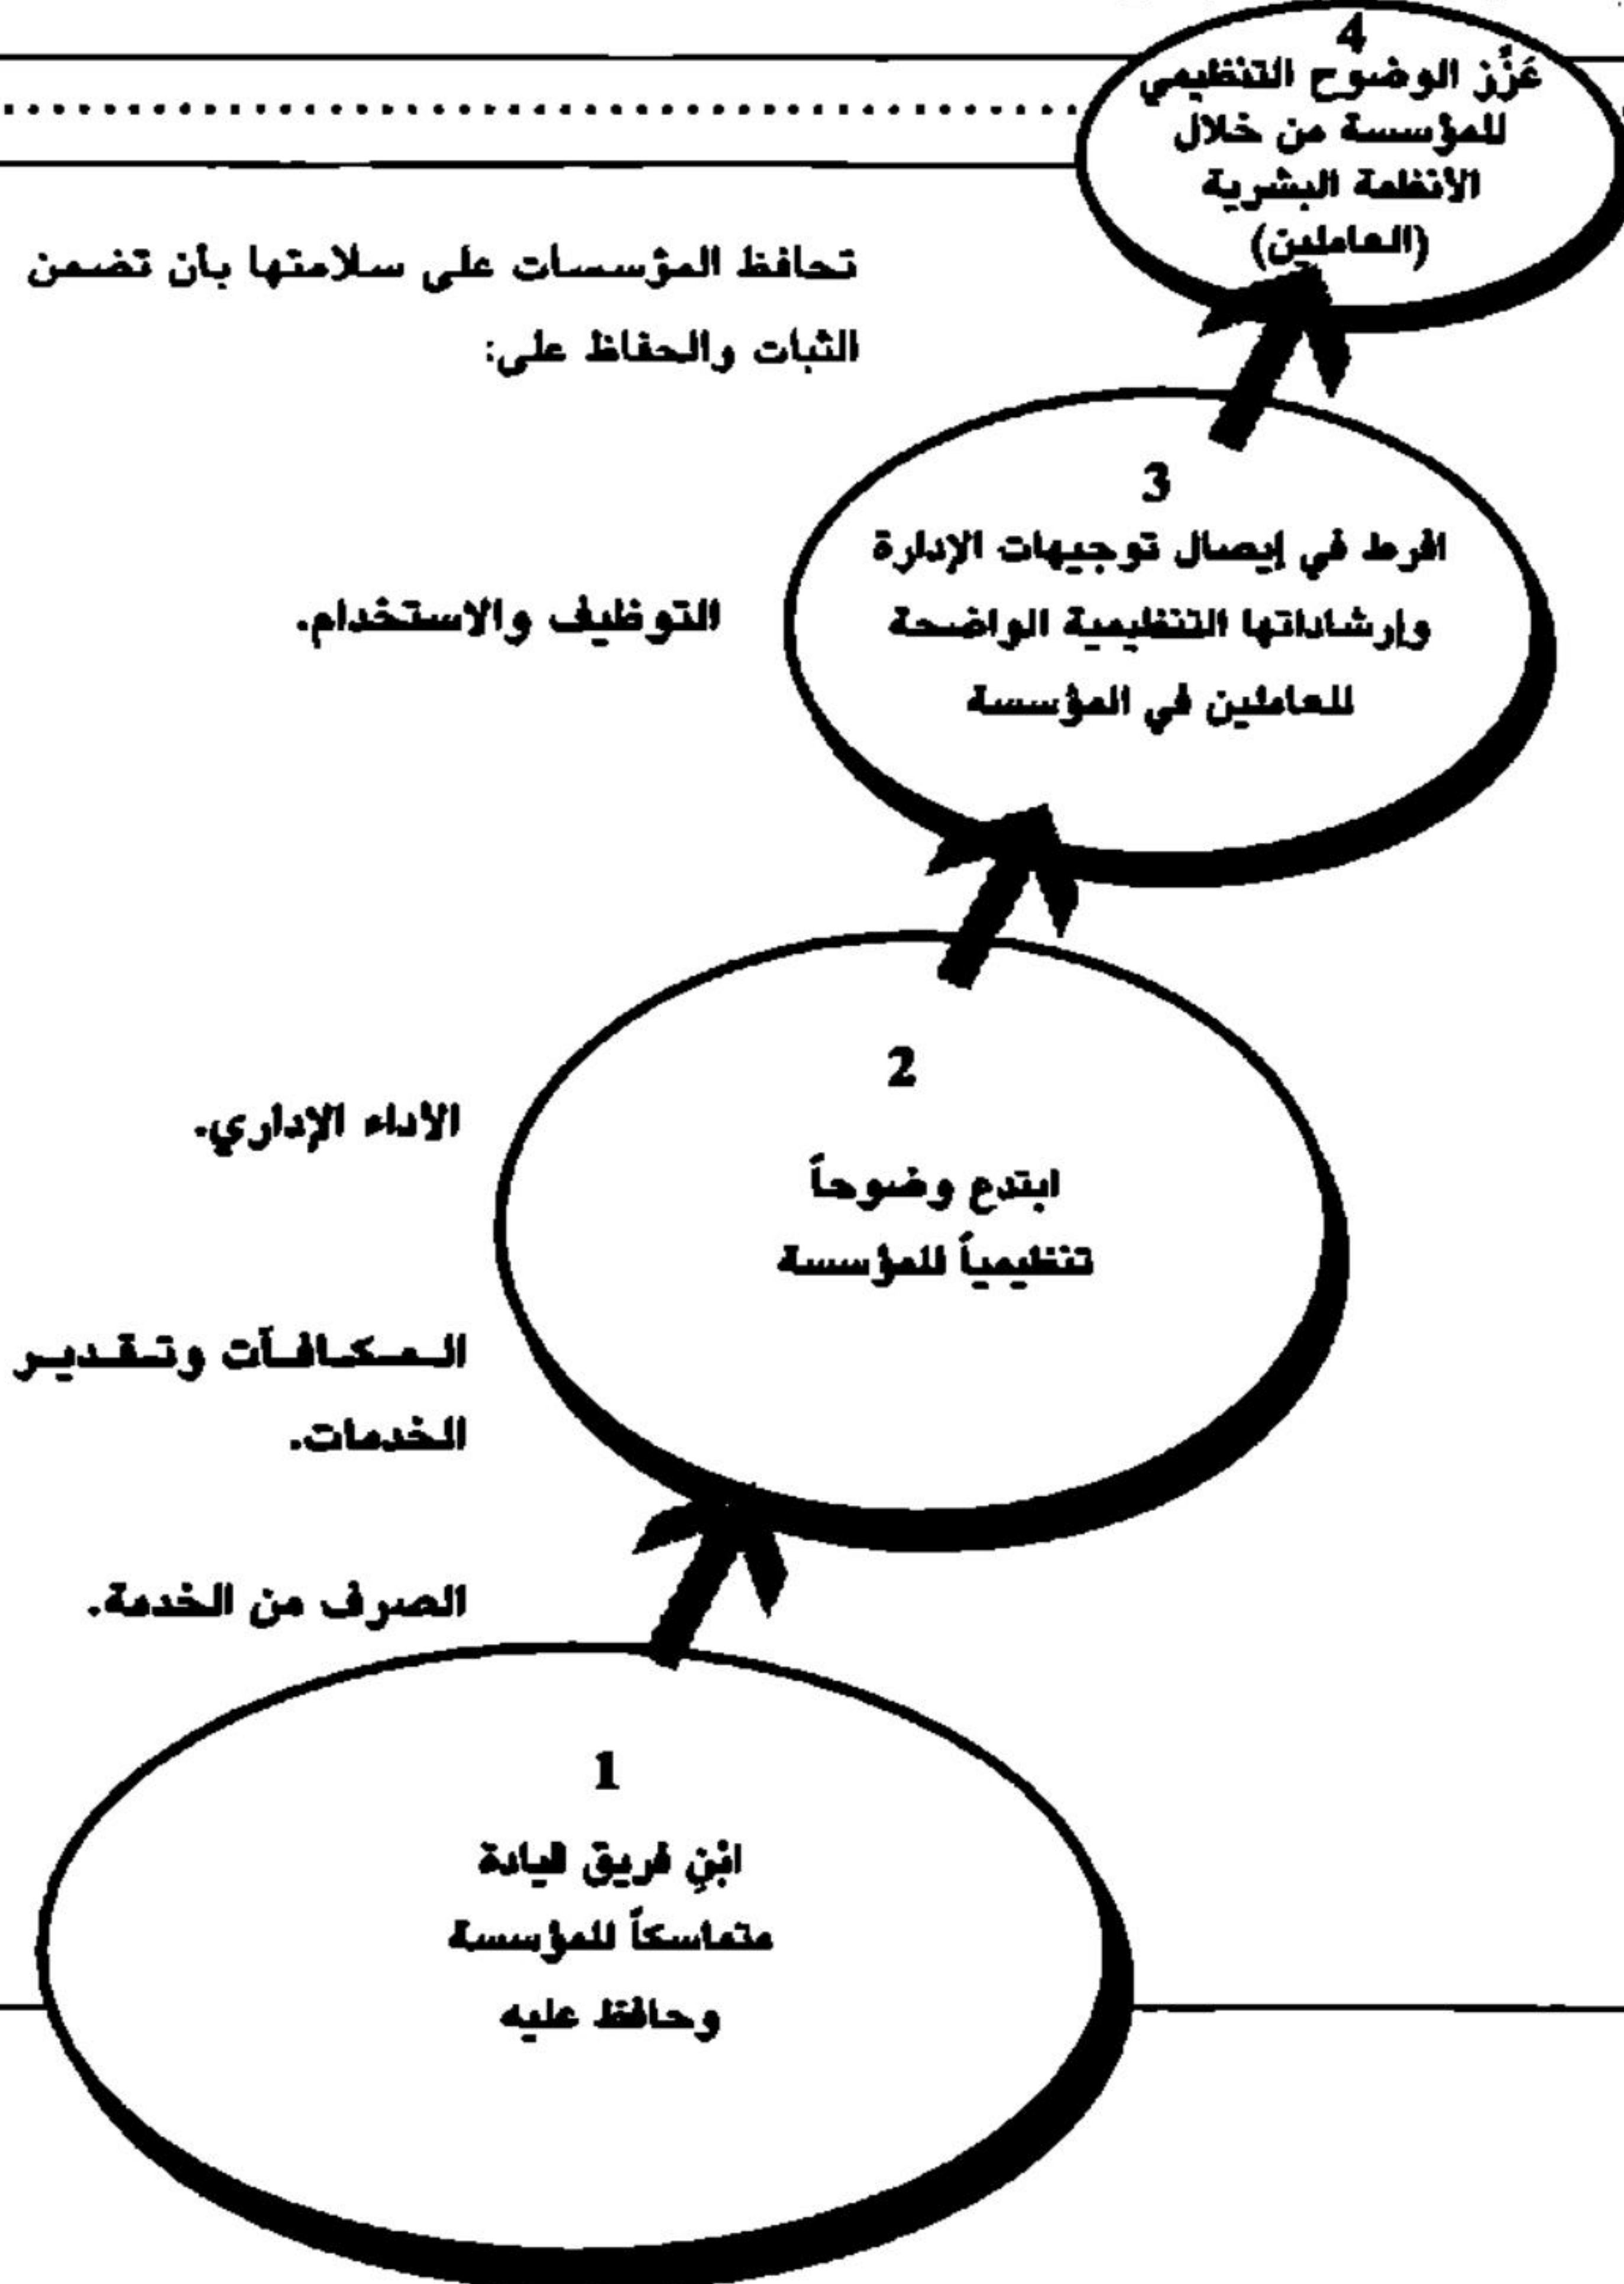 4
عَزِّز الوضوح التنظيمي
للمؤسسة من خلال
الأنظمة البشرية
(العاملين)
تحافظ المؤسسات على سلامتها بأن تضمن
الثبات والحفاظ على:
3
افرط في إيصال توجيهات الإدارة
وإرشاداتها التنظيمية الواضحة
للعاملين في المؤسسة
التوظيف والاستخدام.
2
ابتدع وضوحاً
تنظيمياً للمؤسسة
الأداء الإداري.
المكافآت وتقدير
الخدمات.
الصرف من الخدمة.
1
ابْنِ فريق قيادة
متماسكاً للمؤسسة
وحافظ عليه